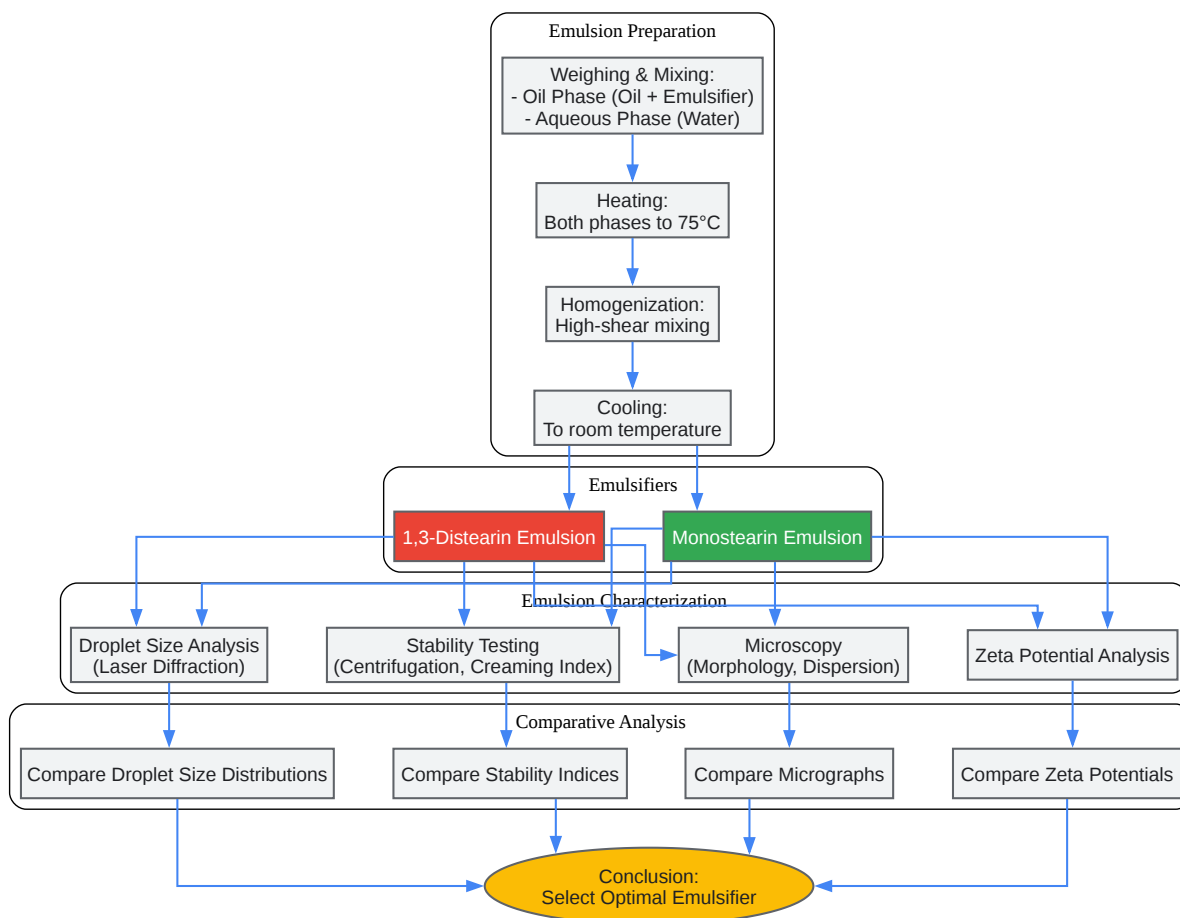 Emulsion Preparation
Weighing & Mixing:
- Oil Phase (Oil + Emulsifier)
- Aqueous Phase (Water)
Heating:
Both phases to 75°C
Homogenization:
High-shear mixing
Cooling:
To room temperature
Emulsifiers
1,3-Distearin Emulsion
Monostearin Emulsion
Emulsion Characterization
Droplet Size Analysis
(Laser Diffraction)
Stability Testing
(Centrifugation, Creaming Index)
Microscopy
(Morphology, Dispersion)
Zeta Potential Analysis
Comparative Analysis
Compare Droplet Size Distributions
Compare Stability Indices
Compare Micrographs
Compare Zeta Potentials
Conclusion:
Select Optimal Emulsifier